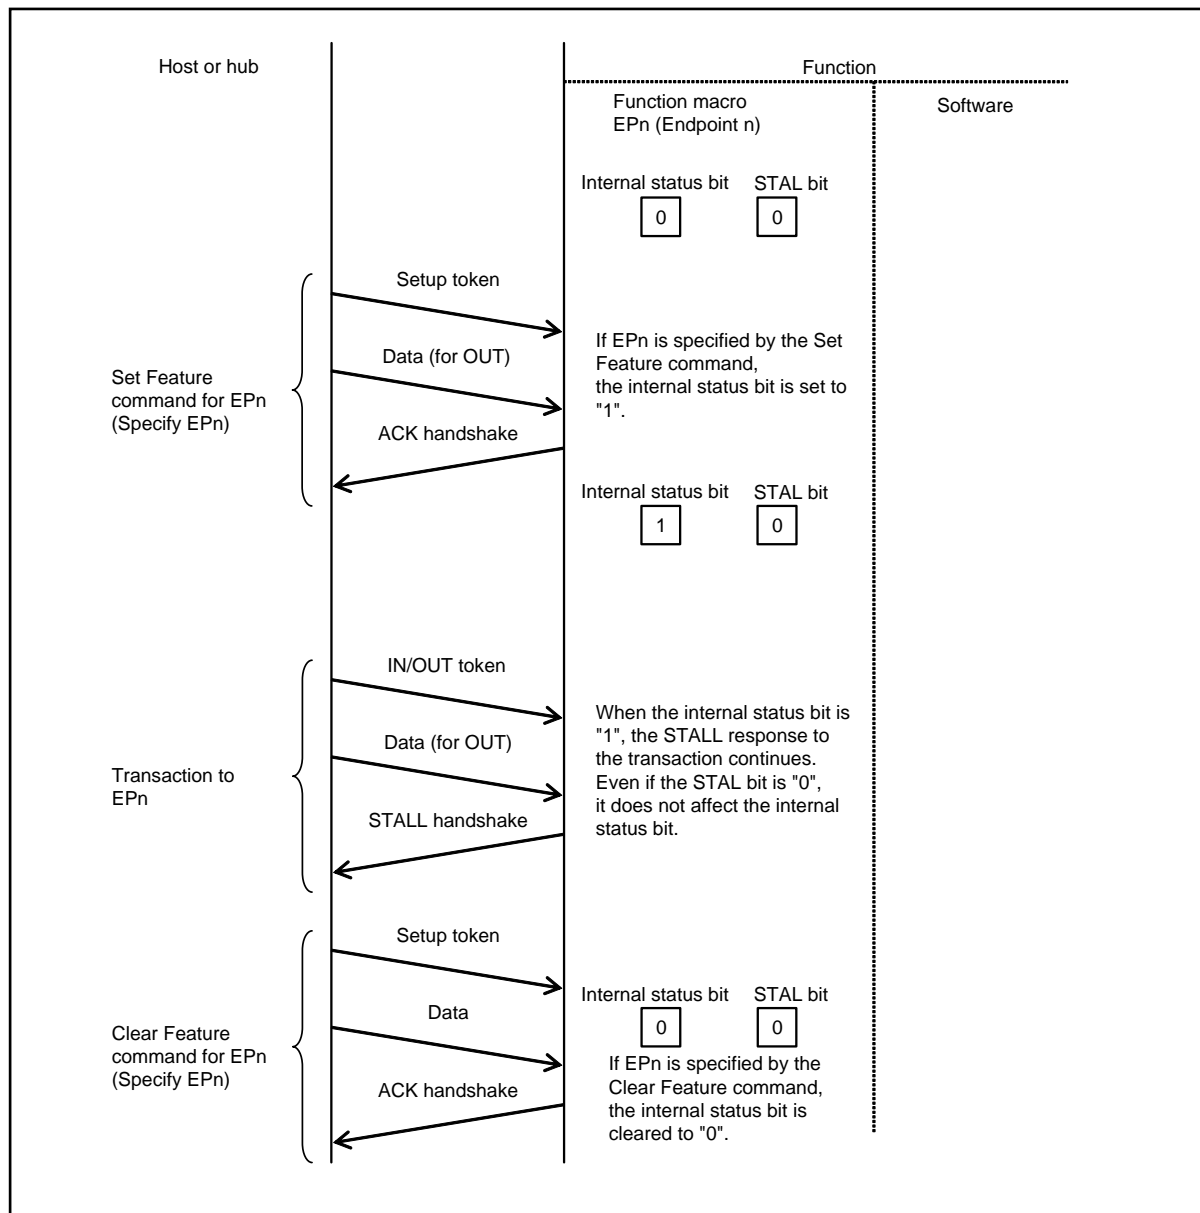 Host or hub
Function
Function macro
EPn (Endpoint n)
Software
Internal status bit
STAL bit
0
0
Setup token
Data (for OUT)
ACK handshake
Set Feature
command for EPn
(Specify EPn)
If EPn is specified by the Set
Feature command,
the internal status bit is set to
"1".
Internal status bit
STAL bit
1
0
IN/OUT token
Data (for OUT)
STALL handshake
Transaction to
EPn
When the internal status bit is
"1", the STALL response to
the transaction continues.
Even if the STAL bit is "0",
it does not affect the internal
status bit.
Setup token
Data
ACK handshake
Clear Feature
command for EPn
(Specify EPn)
Internal status bit
STAL bit
0
0
If EPn is specified by the
Clear Feature command,
the internal status bit is
cleared to "0".